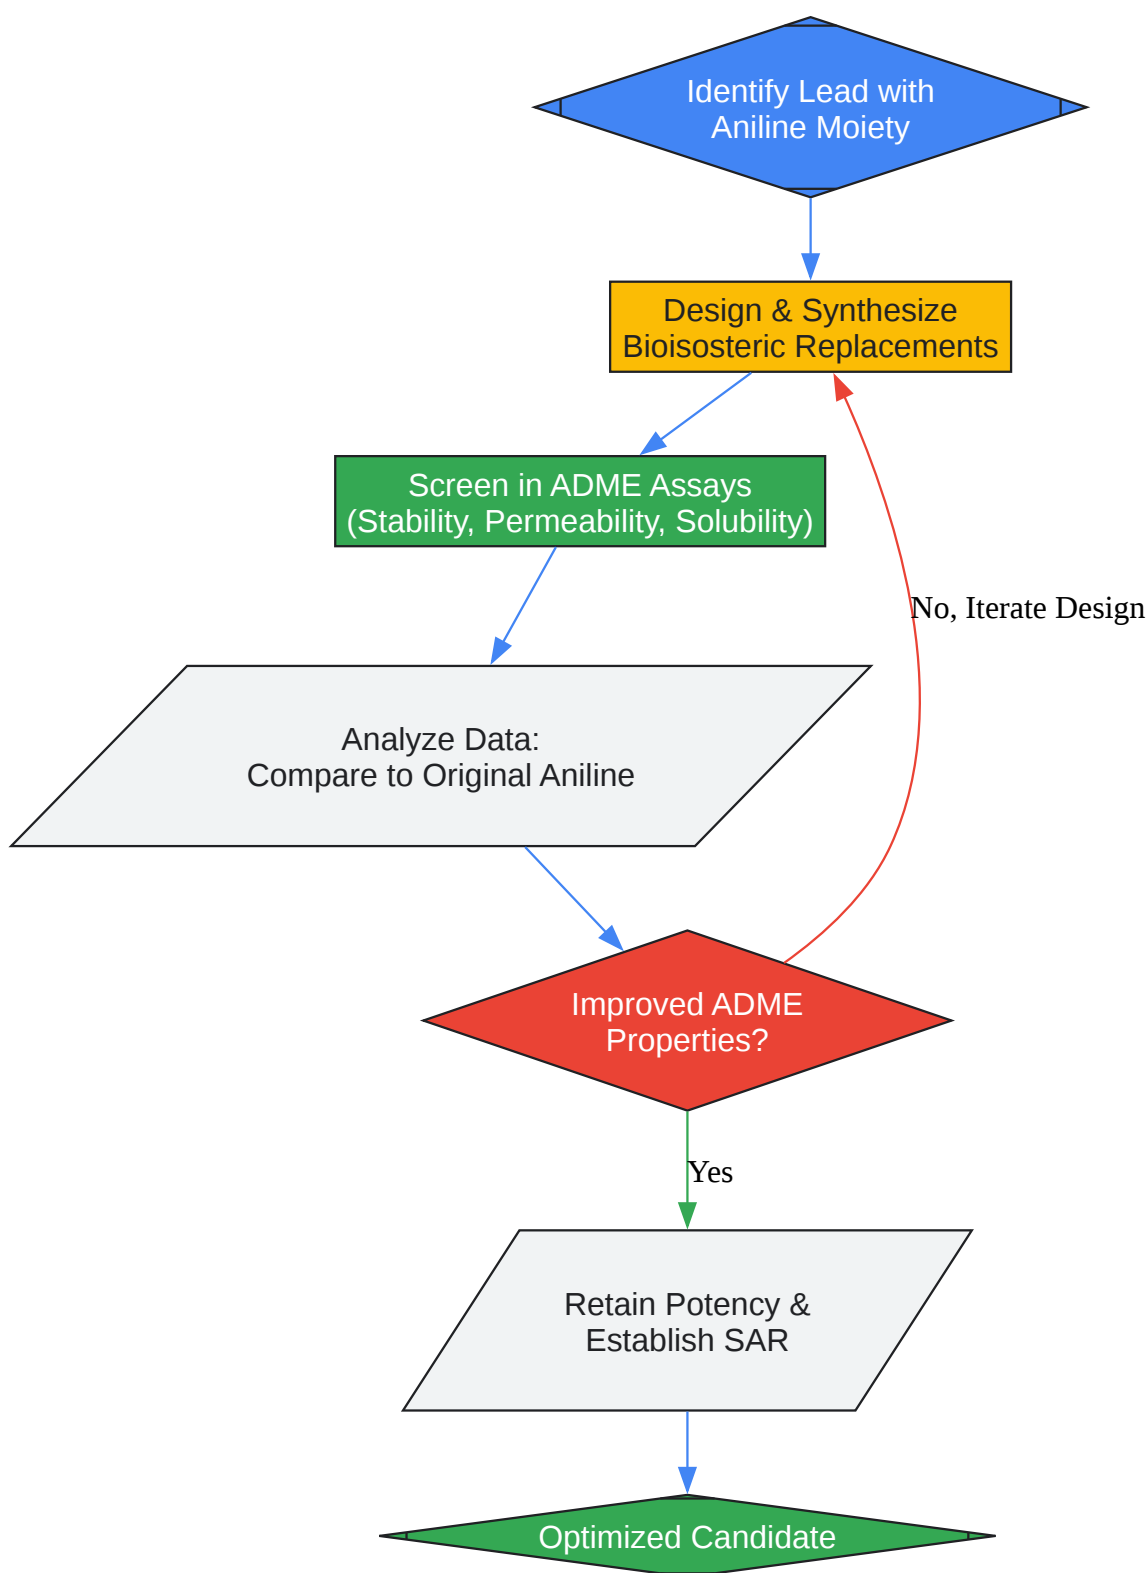 Identify Lead with
Aniline Moiety
Design & Synthesize
Bioisosteric Replacements
Screen in ADME Assays
(Stability, Permeability, Solubility)
No, Iterate Design
Analyze Data:
Compare to Original Aniline
Improved ADME
Properties?
Yes
Retain Potency &
Establish SAR
Optimized Candidate